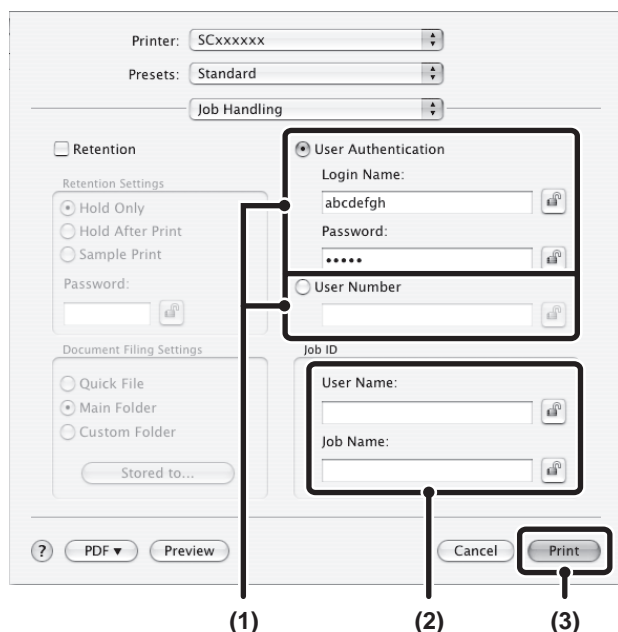 Printer: SCxxxxxx
Presets: Standard
Job Handling
Retention
Retention Settings
Hold Only
Hold After Print
Sample Print
Password:
Document Filing Settings
Quick File
Main Folder
Custom Folder
Stored to...
User Authentication
Login Name:
abcdefgh
Password:
•••••
User Number
Job ID
User Name:
Job Name:
? PDF▼ Preview Cancel Print
(1) (2) (3)